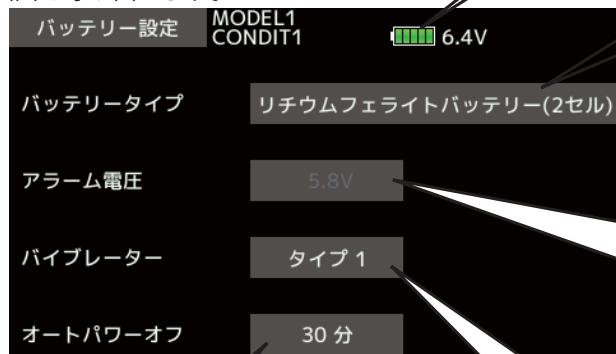 バッテリー設定 MODEL1
CONDIT1 6.4V
バッテリータイプ リチウムフェライトバッテリー(2セル)
アラーム電圧 5.8V
バイブレーター タイプ 1
オートパワーオフ 30 分